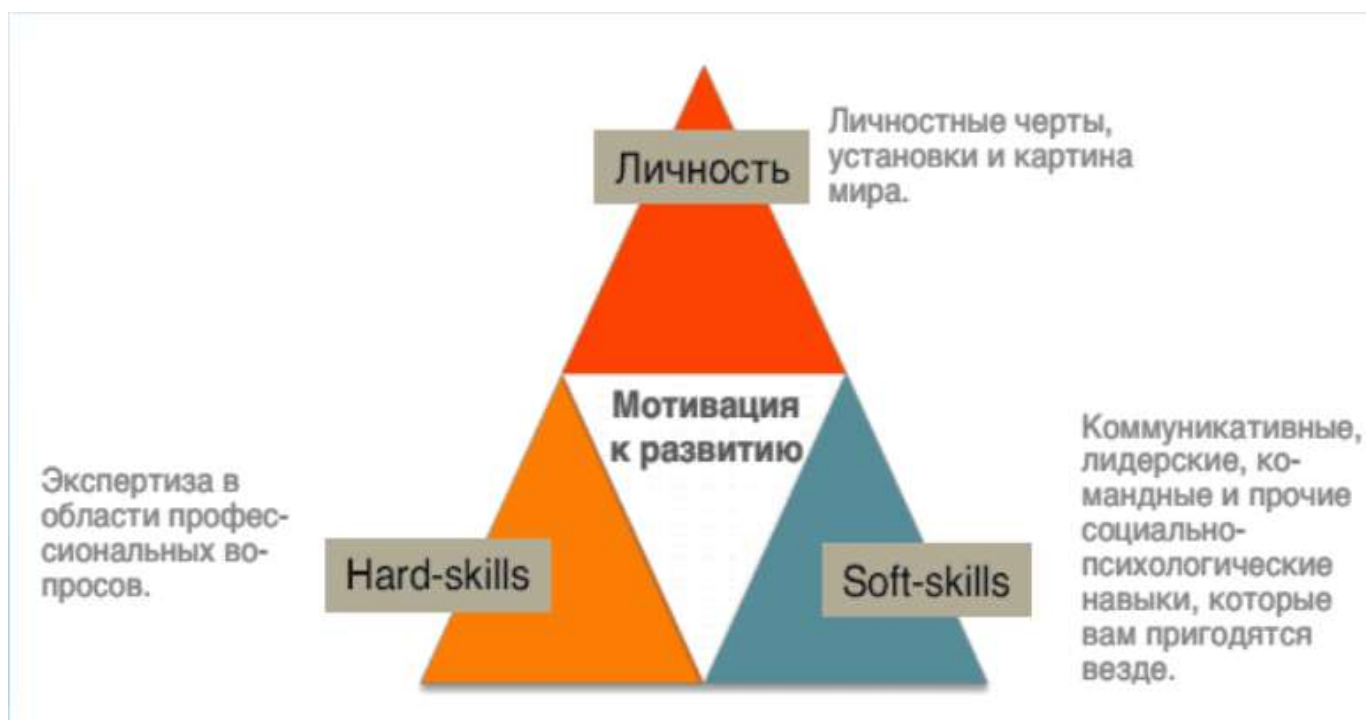 Личность
Личностные черты,
установки и картина
мира.
Мотивация
к развитию
Экспертиза в
области профес-
сиональных во-
просов.
Hard-skills
Soft-skills
Коммуникативные,
лидерские, ко-
мандные и прочие
социально-
психологические
навыки, которые
вам пригодятся
везде.